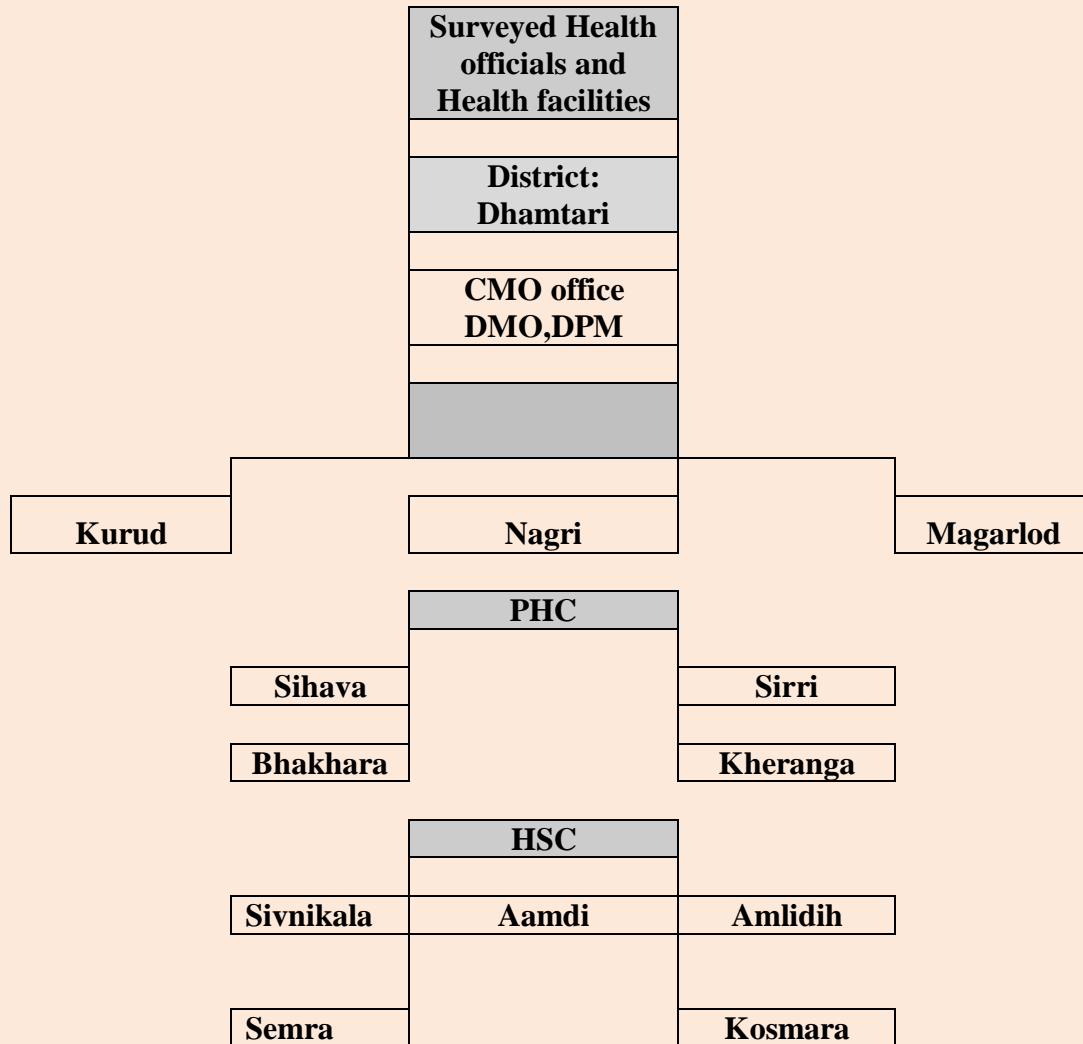 Surveyed Health
officials and
Health facilities
District:
Dhamtari
CMO office
DMO,DPM
Kurud
Nagri
Magarlod
PHC
Sihava
Sirri
Bhakhara
Kheranga
HSC
Sivnikala
Aamdi
Amlidih
Semra
Kosmara